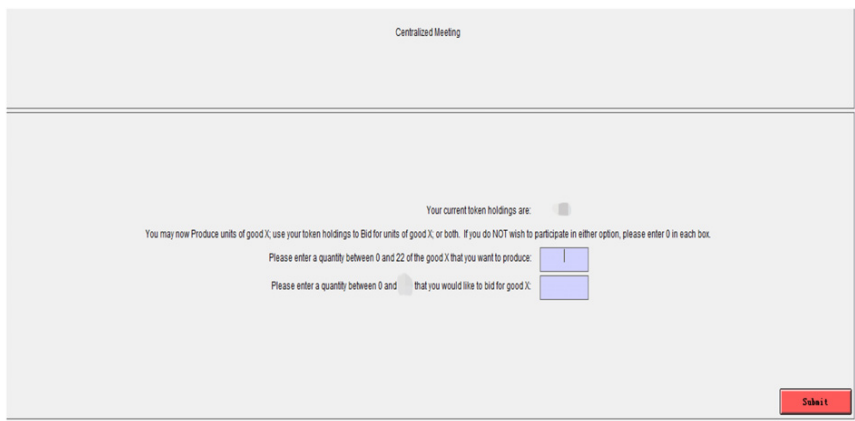 Centralized Meeting
Your current token holdings are:
You may now Produce units of good X; use your token holdings to Bid for units of good X; or both. If you do NOT wish to participate in either option, please enter 0 in each box.
Please enter a quantity between 0 and 22 of the good X that you want to produce:
Please enter a quantity between 0 and that you would like to bid for good X:
Submit